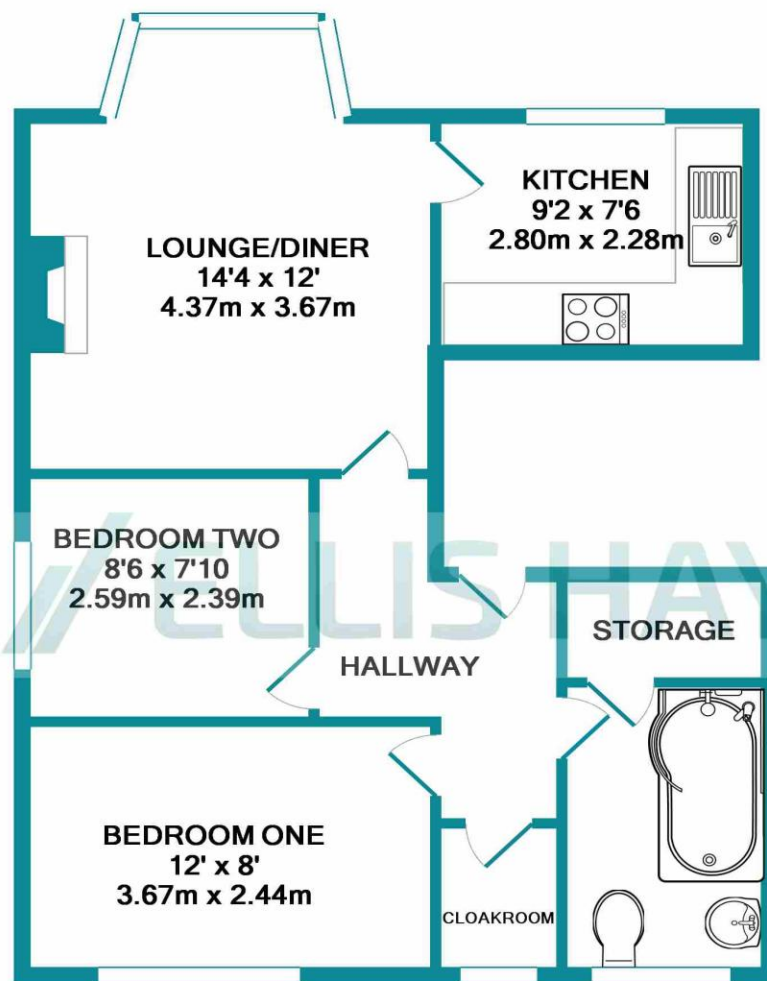 KITCHEN
9'2 x 7'6
2.80m x 2.28m
LOUNGE/DINER
14'4 x 12'
4.37m x 3.67m
BEDROOM TWO
8'6 x 7'10
2.59m x 2.39m
ELLIS HAY
STORAGE
HALLWAY
BEDROOM ONE
12' x 8'
3.67m x 2.44m
CLOAKROOM